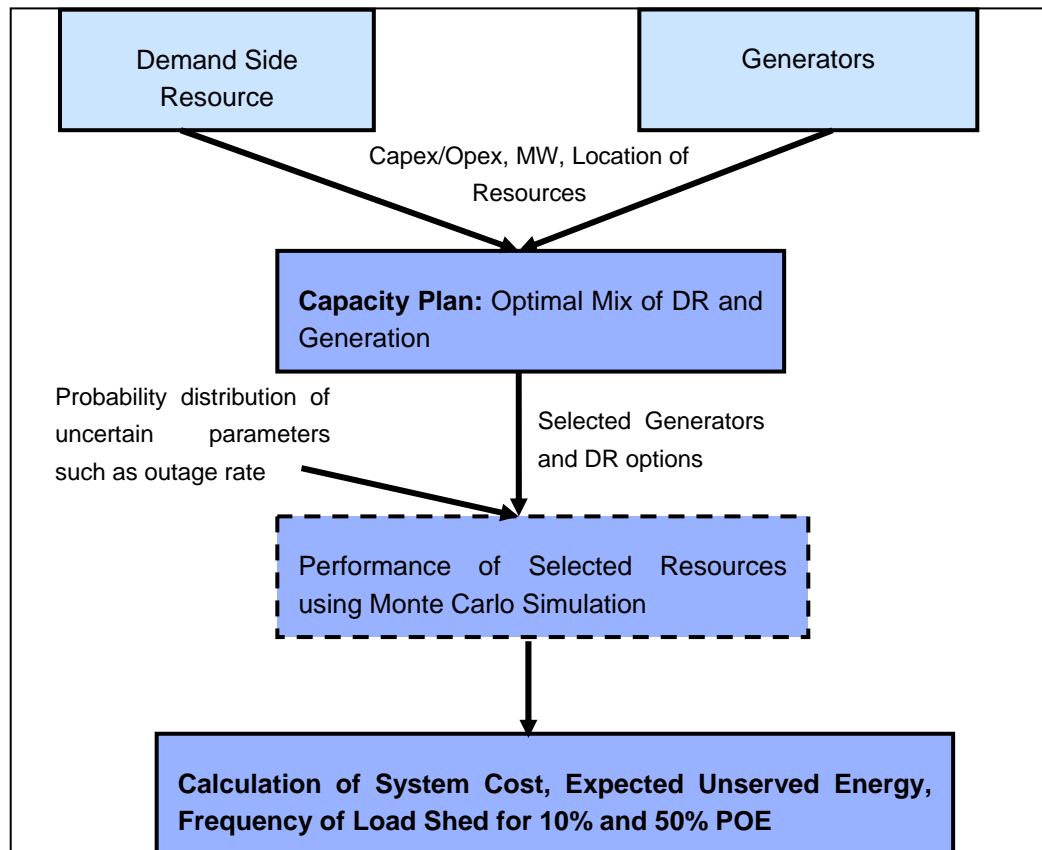 Demand Side
Resource
Generators
Capex/Opex, MW, Location of
Resources
Capacity Plan: Optimal Mix of DR and
Generation
Probability distribution of
uncertain parameters
such as outage rate
Selected Generators
and DR options
Performance of Selected Resources
using Monte Carlo Simulation
Calculation of System Cost, Expected Unserved Energy,
Frequency of Load Shed for 10% and 50% POE